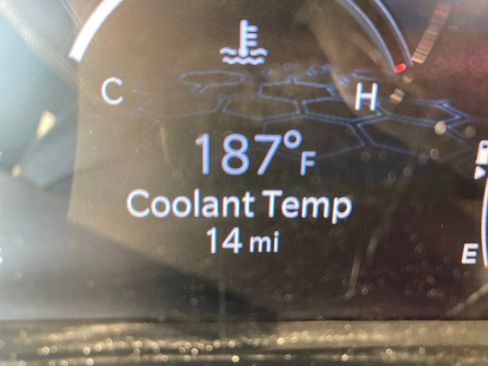 C H
187°F
Coolant Temp
14 mi
E